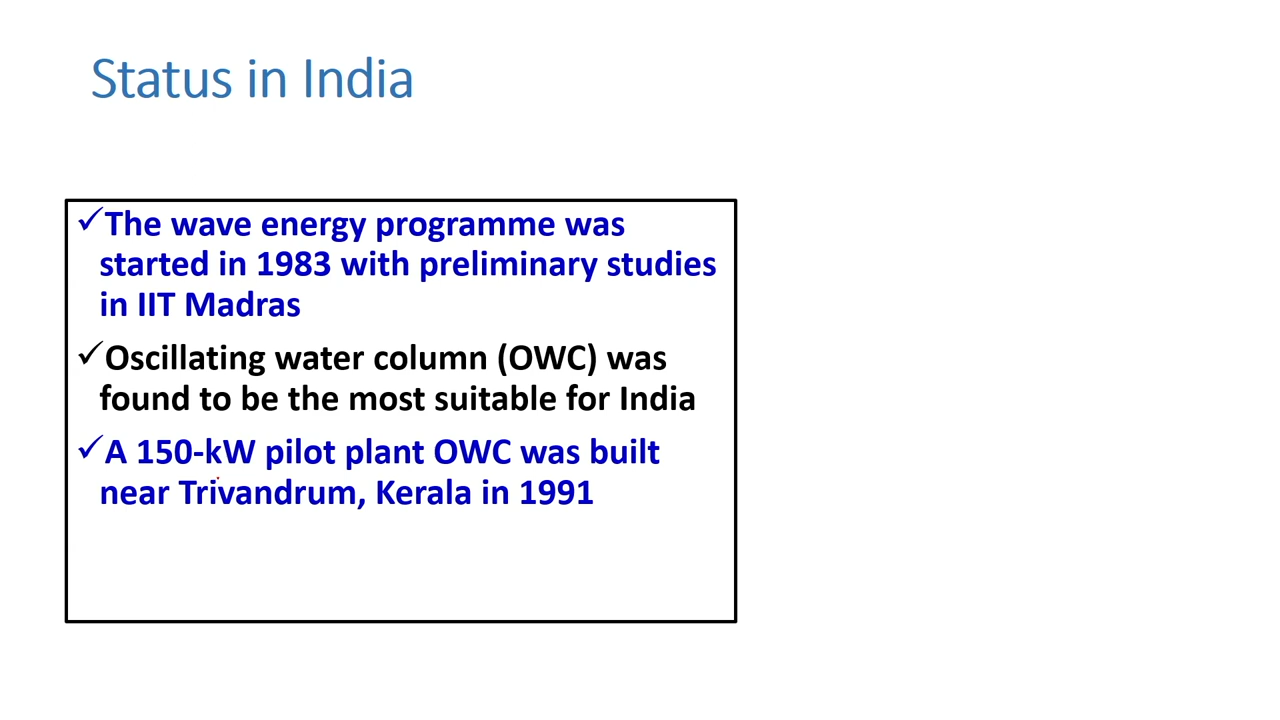 Status in India
✓The wave energy programme was
started in 1983 with preliminary studies
in IIT Madras
✓Oscillating water column (OWC) was
found to be the most suitable for India
✓A 150-kW pilot plant OWC was built
near Trivandrum, Kerala in 1991